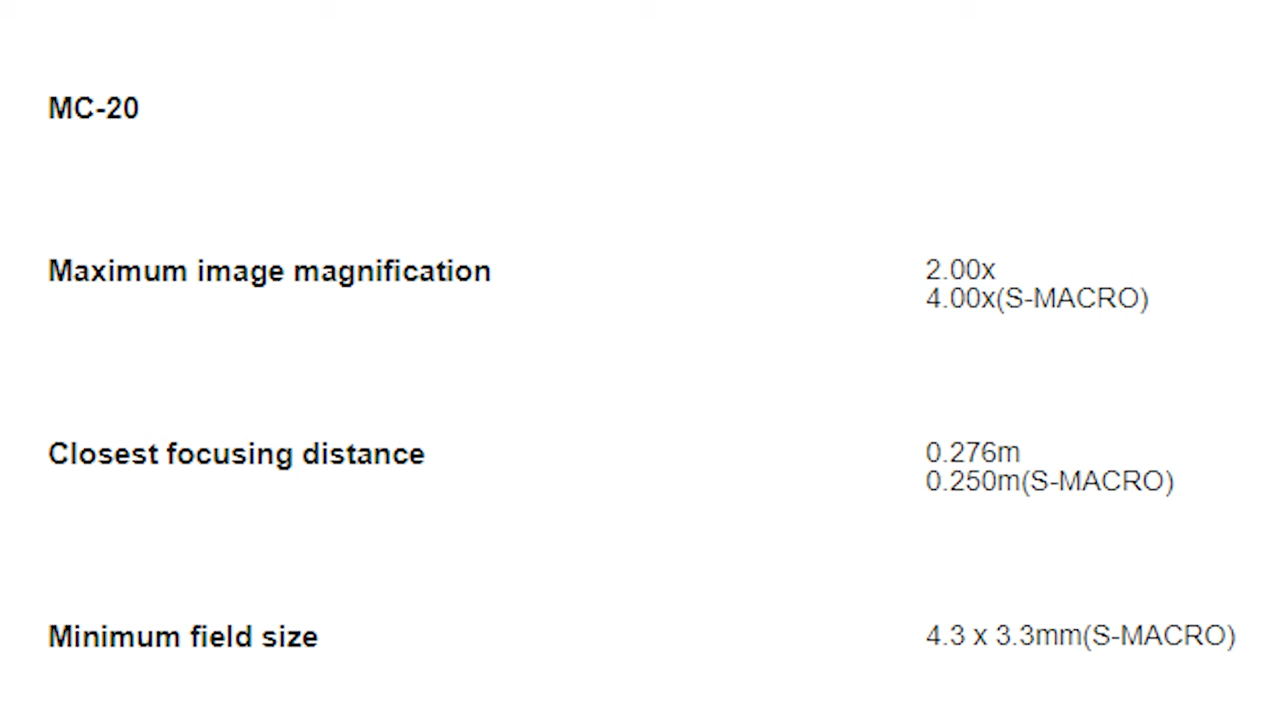 MC-20
Maximum image magnification
2.00x
4.00x(S-MACRO)
Closest focusing distance
0.276m
0.250m(S-MACRO)
Minimum field size
4.3 x 3.3mm(S-MACRO)